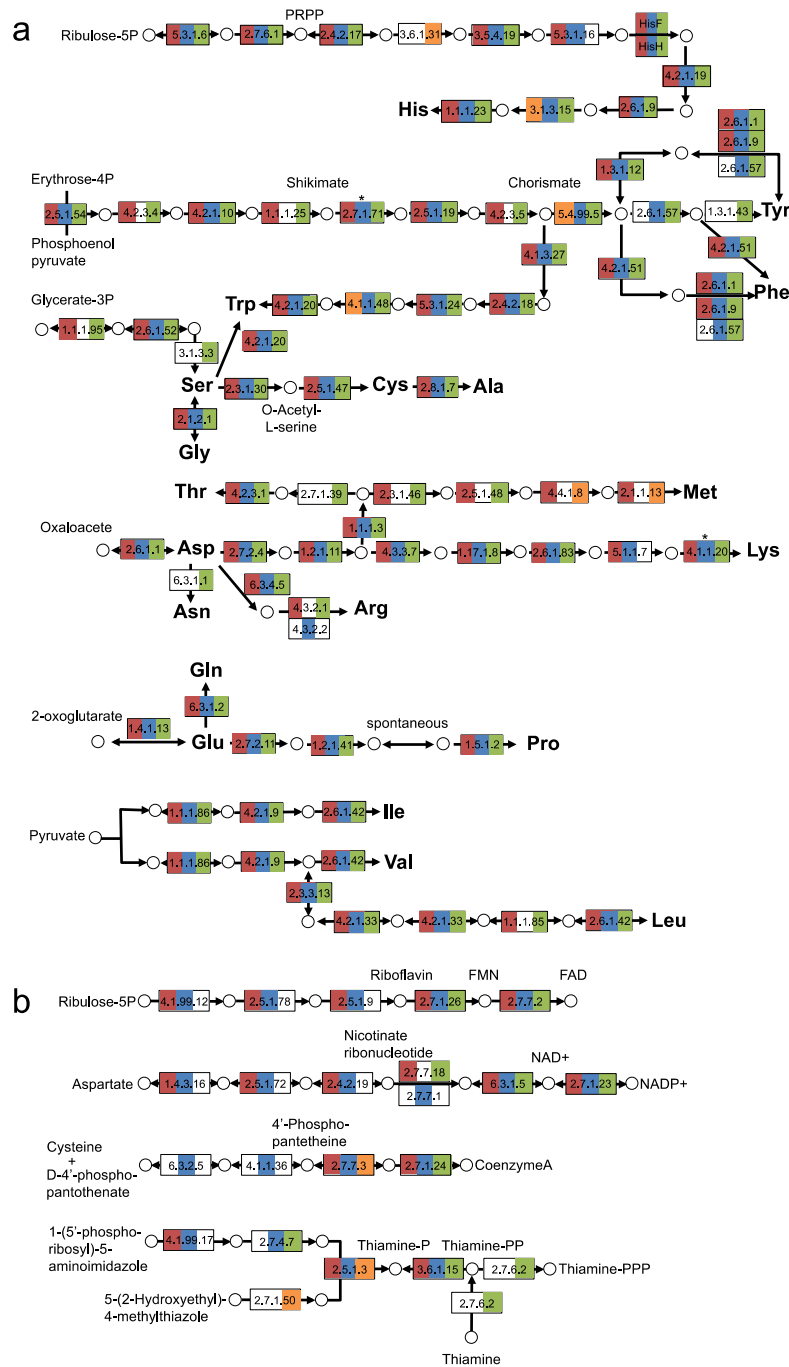 a
PRPP
Ribulose-5P
5.3.1.6
2.7.6.1
2.4.2.17
3.6.1.31
3.5.4.19
5.3.1.16
HisF
HisH
4.2.1.19
His
1.1.1.23
3.1.3.15
2.6.1.9
2.6.1.1
2.6.1.9
2.6.1.57
1.3.1.12
Erythrose-4P
Shikimate
Chorismate
*
2.5.1.54
4.2.3.4
4.2.1.10
1.1.1.25
2.7.1.71
2.5.1.19
4.2.3.5
5.4.99.5
2.6.1.57
1.3.1.43
Tyr
Phosphoenol
pyruvate
4.1.3.27
4.2.1.51
4.2.1.51
Phe
2.6.1.1
2.6.1.9
2.6.1.57
Glycerate-3P
Trp
4.2.1.20
4.1.1.48
5.3.1.24
2.4.2.18
1.1.1.95
2.6.1.52
4.2.1.20
3.1.3.3
Ser
2.3.1.30
2.5.1.47
Cys
2.8.1.7
Ala
O-Acetyl-
L-serine
2.1.2.1
Gly
Thr
4.2.3.1
2.7.1.39
2.3.1.46
2.5.1.48
4.4.1.8
2.1.1.13
Met
1.1.1.3
Oxaloacete
*
2.6.1.1
Asp
2.7.2.4
1.2.1.11
4.3.3.7
1.17.1.8
2.6.1.83
5.1.1.7
4.1.1.20
Lys
6.3.1.1
6.3.4.5
Asn
4.3.2.1
4.3.2.2
Arg
Gln
6.3.1.2
2-oxoglutarate
1.4.1.13
spontaneous
Glu
2.7.2.11
1.2.1.41
1.5.1.2
Pro
1.1.1.86
4.2.1.9
2.6.1.42
Ile
Pyruvate
1.1.1.86
4.2.1.9
2.6.1.42
Val
2.3.3.13
4.2.1.33
4.2.1.33
1.1.1.85
2.6.1.42
Leu
b
Riboflavin
FMN
FAD
Ribulose-5P
4.1.99.12
2.5.1.78
2.5.1.9
2.7.1.26
2.7.7.2
Nicotinate
ribonucleotide
NAD+
2.7.7.18
Aspartate
1.4.3.16
2.5.1.72
2.4.2.19
6.3.1.5
2.7.1.23
NADP+
2.7.7.1
4'-Phospho-
pantetheine
Cysteine
+
D-4'-phospho-
pantothenate
6.3.2.5
4.1.1.36
2.7.7.3
2.7.1.24
CoenzymeA
1-(5'-phospho-
ribosyl)-5-
aminoimidazole
4.1.99.17
2.7.4.7
Thiamine-P
Thiamine-PP
2.5.1.3
3.6.1.15
2.7.6.2
Thiamine-PPP
5-(2-Hydroxyethyl)-
4-methylthiazole
2.7.1.50
2.7.6.2
Thiamine